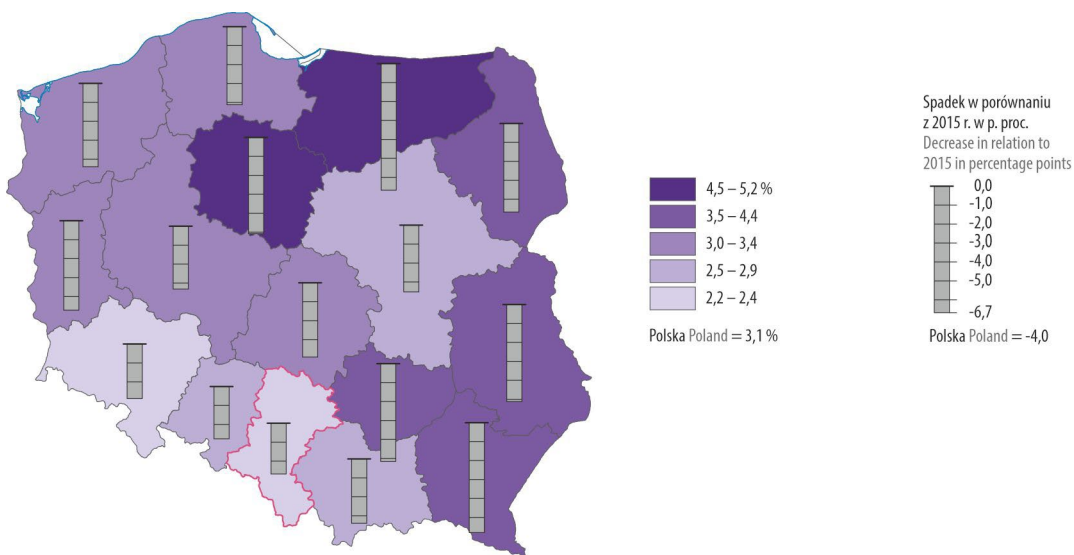 4,5 – 5,2 %
3,5 – 4,4
3,0 – 3,4
2,5 – 2,9
2,2 – 2,4
Polska Poland = 3,1 %
Spadek w porównaniu
z 2015 r. w p. proc.
Decrease in relation to
2015 in percentage points
0,0
-1,0
-2,0
-3,0
-4,0
-5,0
-6,7
Polska Poland = -4,0